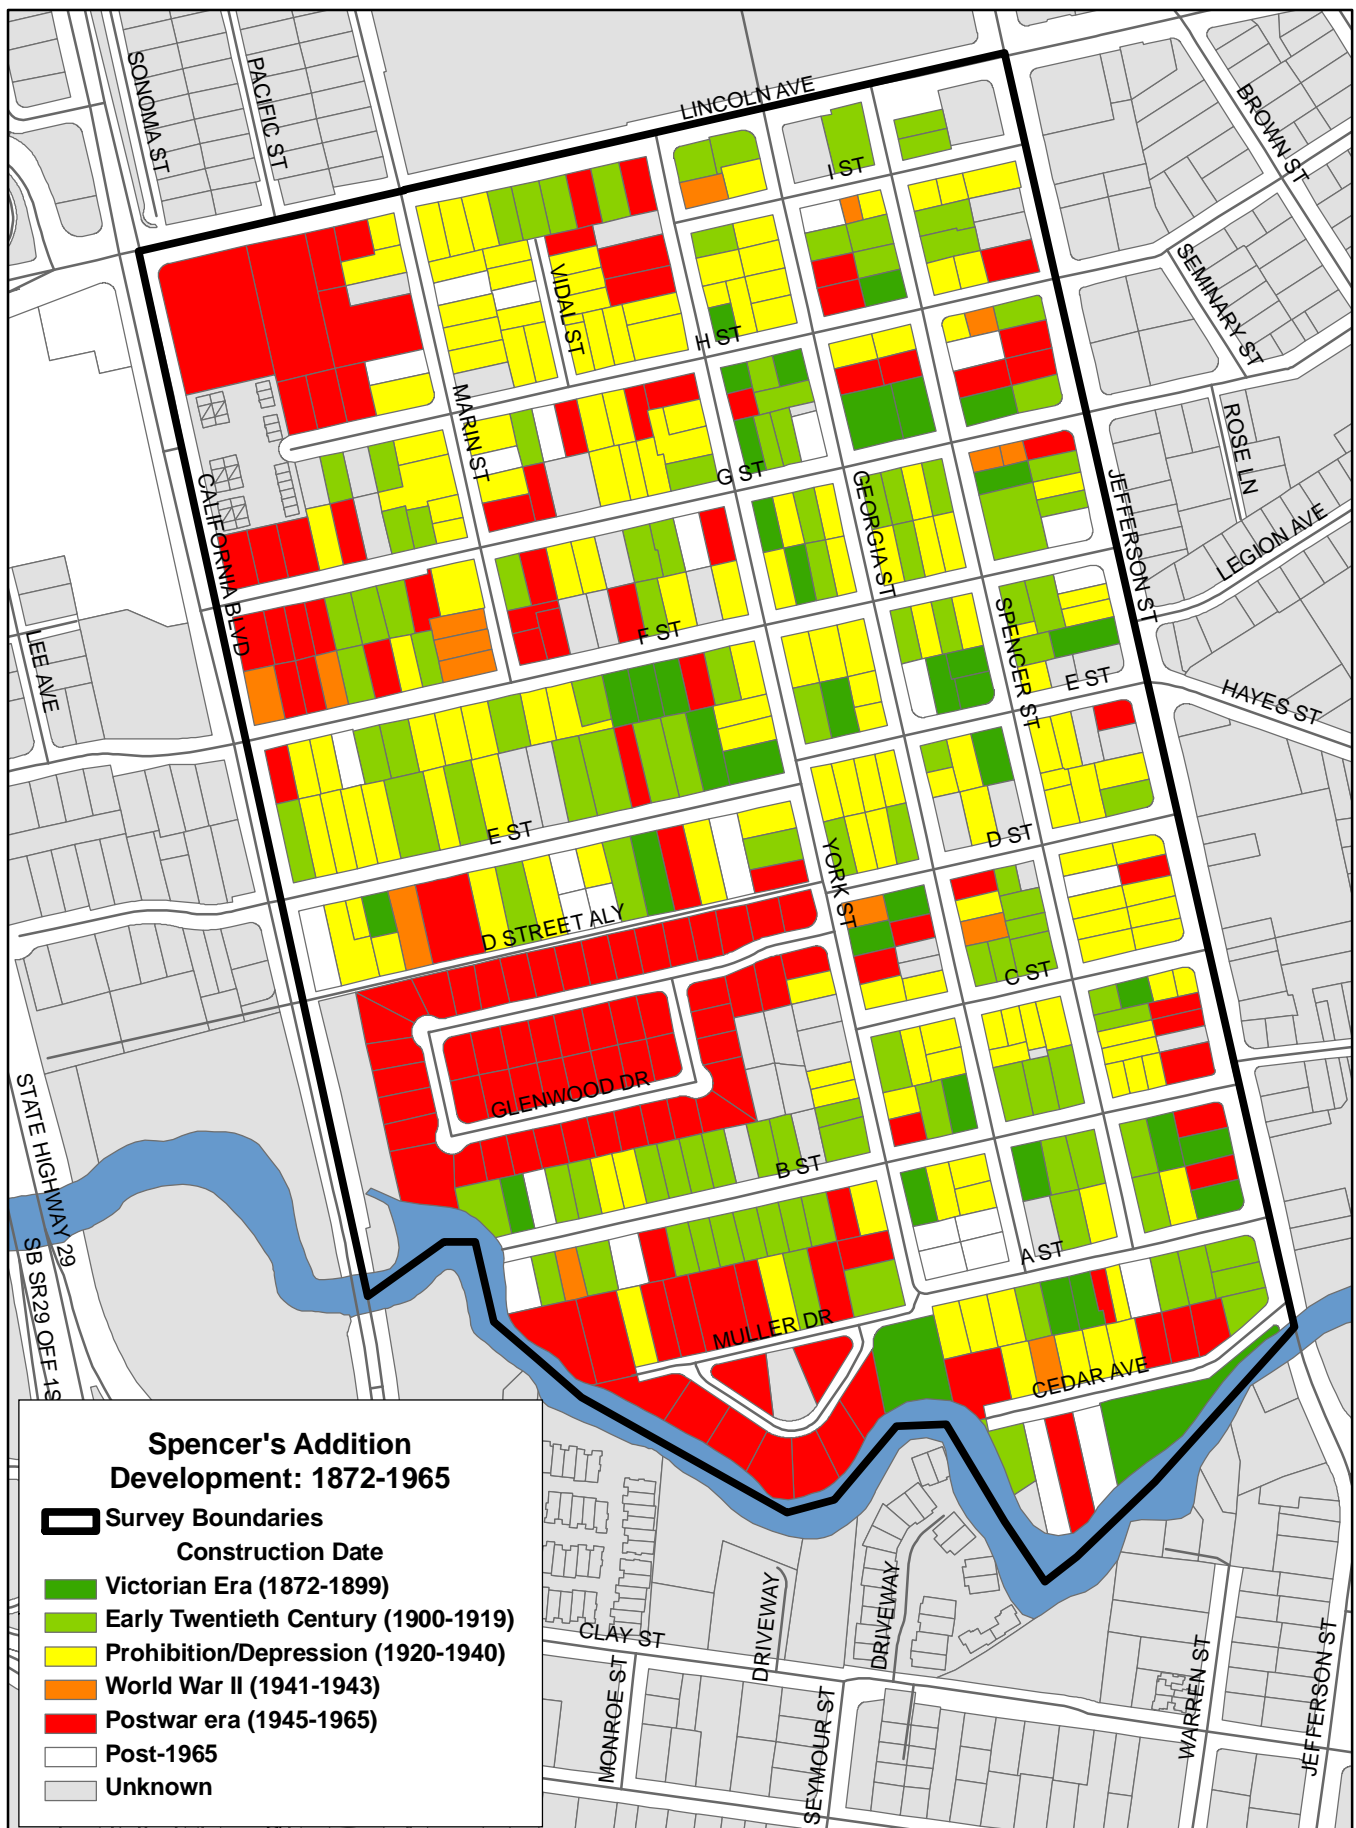 SONOMA ST
PACIFIC ST
LINCOLN AVE
BROWN ST
I ST
SEMINARY ST
VIDAL ST
H ST
MARIN ST
ROSE LN
G ST
CALIFORNIA BLVD
GEORGIA ST
JEFFERSON ST
LEGION AVE
LEE AVE
F ST
SPENCER ST
E ST
HAYES ST
E ST
D ST
YORK ST
D STREET ALY
C ST
GLENWOOD DR
STATE HIGHWAY 29
B ST
SB SR29 OFF 1S
A ST
MULLER DR
CEDAR AVE
Spencer's Addition
Development: 1872-1965
Survey Boundaries
Construction Date
Victorian Era (1872-1899)
Early Twentieth Century (1900-1919)
Prohibition/Depression (1920-1940)
World War II (1941-1943)
Postwar era (1945-1965)
Post-1965
Unknown
CLAY ST
DRIVEWAY
DRIVEWAY
MONROE ST
SEYMOUR ST
WARREN ST
JEFFERSON ST